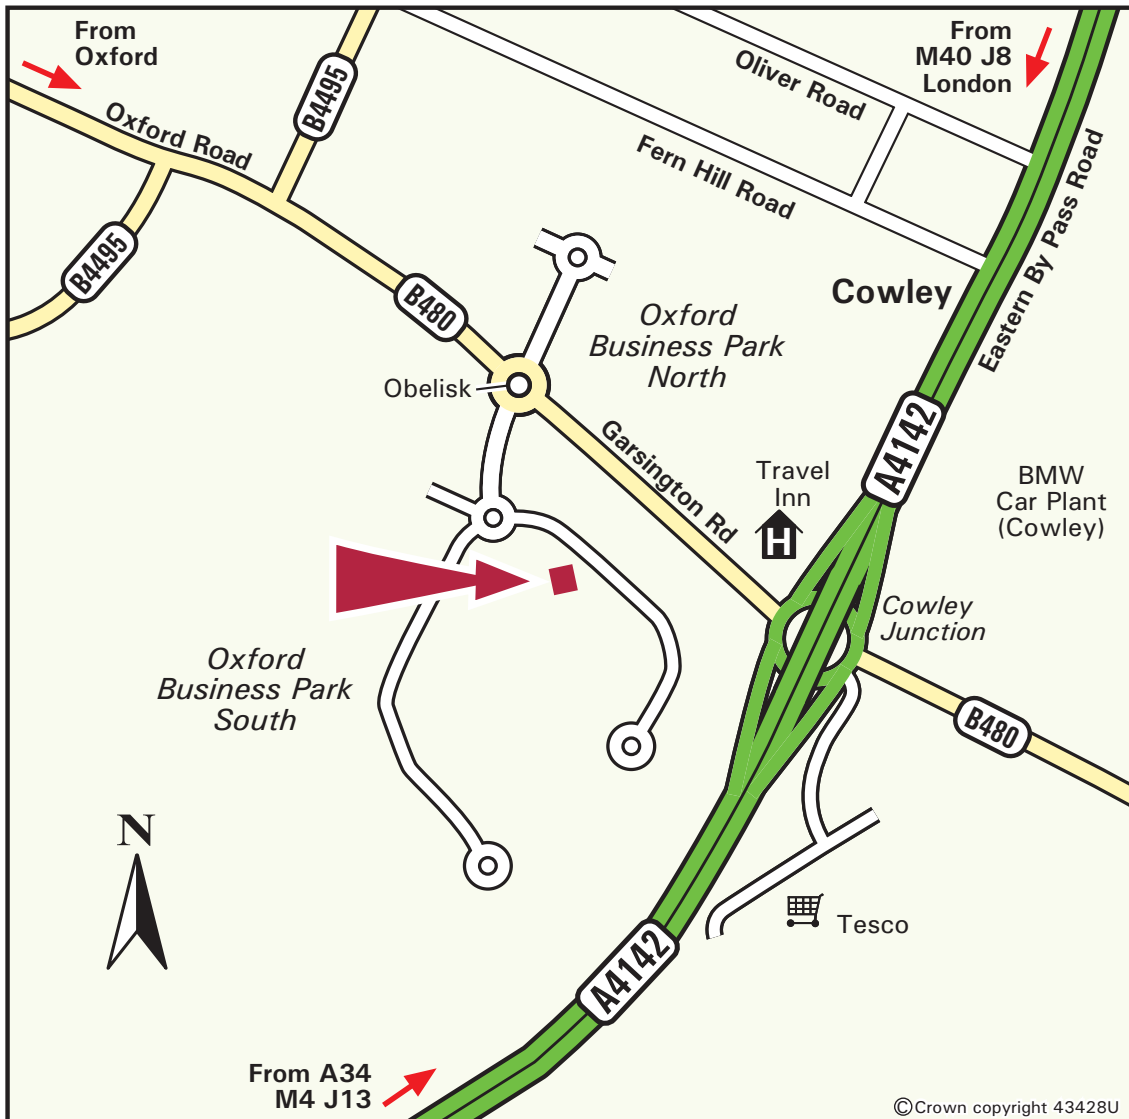 From
Oxford
From
M40 J8
London
B4495
Oliver Road
Oxford Road
Fern Hill Road
Eastern By Pass Road
B4495
B480
Cowley
Oxford
Business Park
North
Obelisk
Garsington Rd
A4142
Travel
Inn
H
BMW
Car Plant
(Cowley)
Cowley
Junction
Oxford
Business Park
South
B480
N
Tesco
A4142
From A34
M4 J13
©Crown copyright 43428U